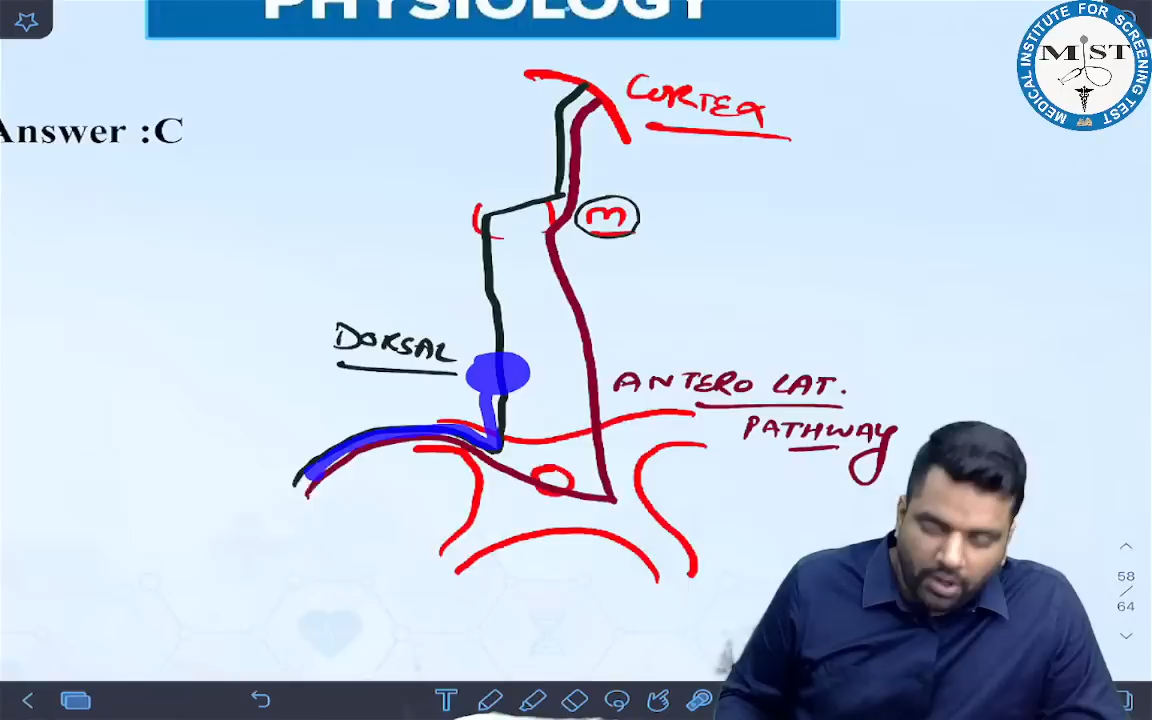 PHYSIOLOGY
MEDICAL INSTITUTE FOR SCREENING TEST
MIST
Answer :C
CORTEX
m
DORSAL
ANTERO LAT.
PATHWAY
58
/
64
T